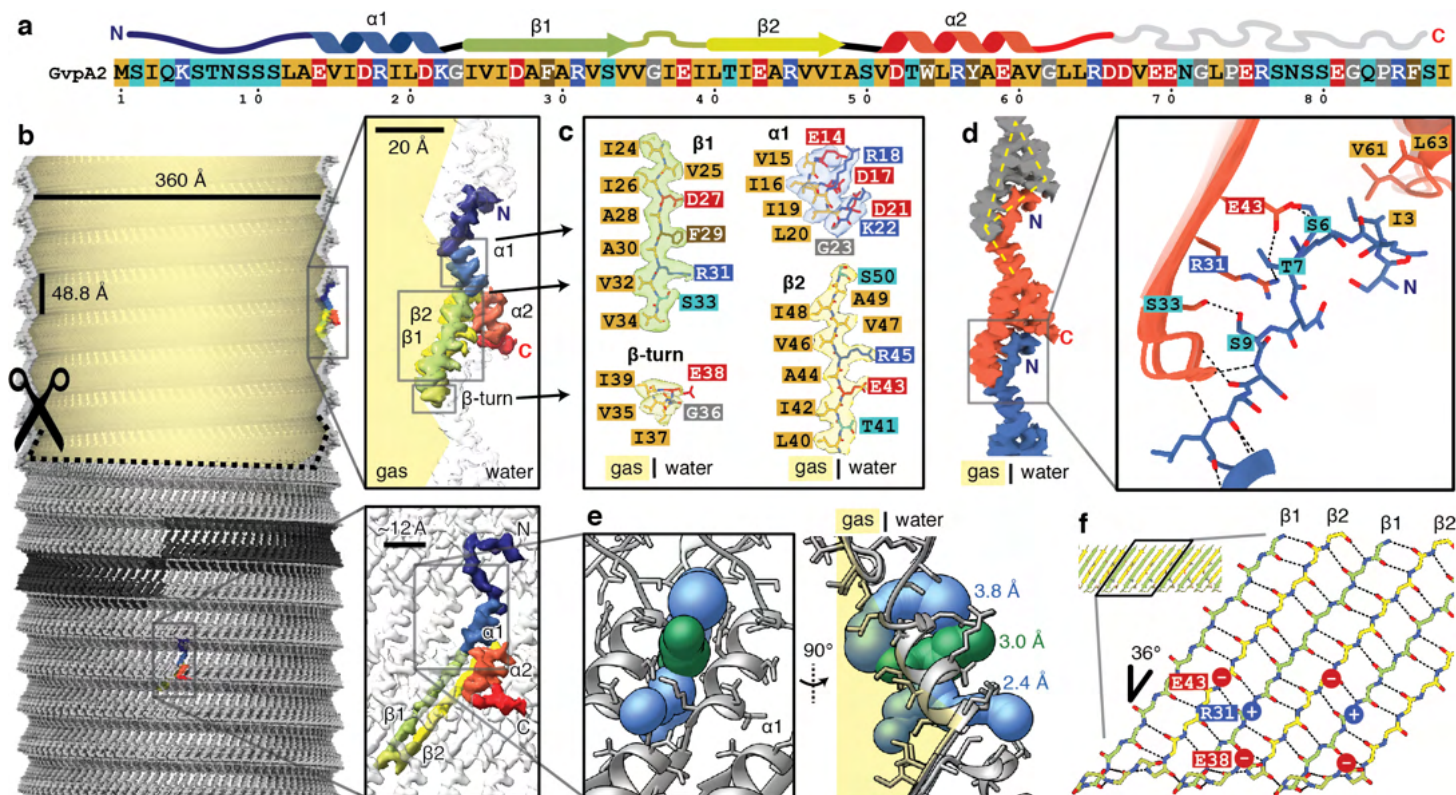 a
N α1 β1 β2 α2 C
GvpA2 MSIQKSTNSSSLAEVIDRILDKGIVIDAFARVSVVGIEILTIEARVVIASVDTWLRYAEAVGLLRDDVEENGLPERSNSSEGQPRFSI
1 10 20 30 40 50 60 70 80
b
360 Å
48.8 Å
20 Å
N
α1
β2
β1
α2
C
β-turn
gas water
~12 Å
N
α1
α2
C
β1
β2
c
β1
I24
V25
I26
D27
A28
F29
A30
R31
V32
S33
V34
β-turn
I39
E38
V35
G36
I37
gas | water
α1
E14
V15
R18
I16
D17
I19
D21
L20
K22
G23
β2
S50
A49
I48
V47
V46
R45
A44
E43
I42
T41
L40
gas | water
d
N
C
N
gas | water
L63
V61
E43
I3
S6
R31
T7
N
S33
S9
e
α1
90°
gas | water
3.8 Å
3.0 Å
2.4 Å
f
β1 β2 β1 β2
36°
E43 − −
R31 + +
E38 − −